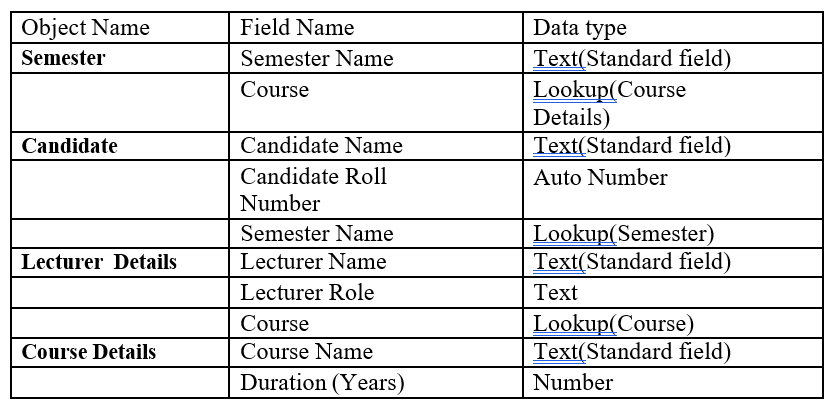 Object Name Field Name Data type
Semester Semester Name Text(Standard field)
Course Lookup(Course
Details)
Candidate Candidate Name Text(Standard field)
Candidate Roll Auto Number
Number
Semester Name Lookup(Semester)
Lecturer  Details Lecturer Name Text(Standard field)
Lecturer Role Text
Course Lookup(Course)
Course Details Course Name Text(Standard field)
Duration (Years) Number